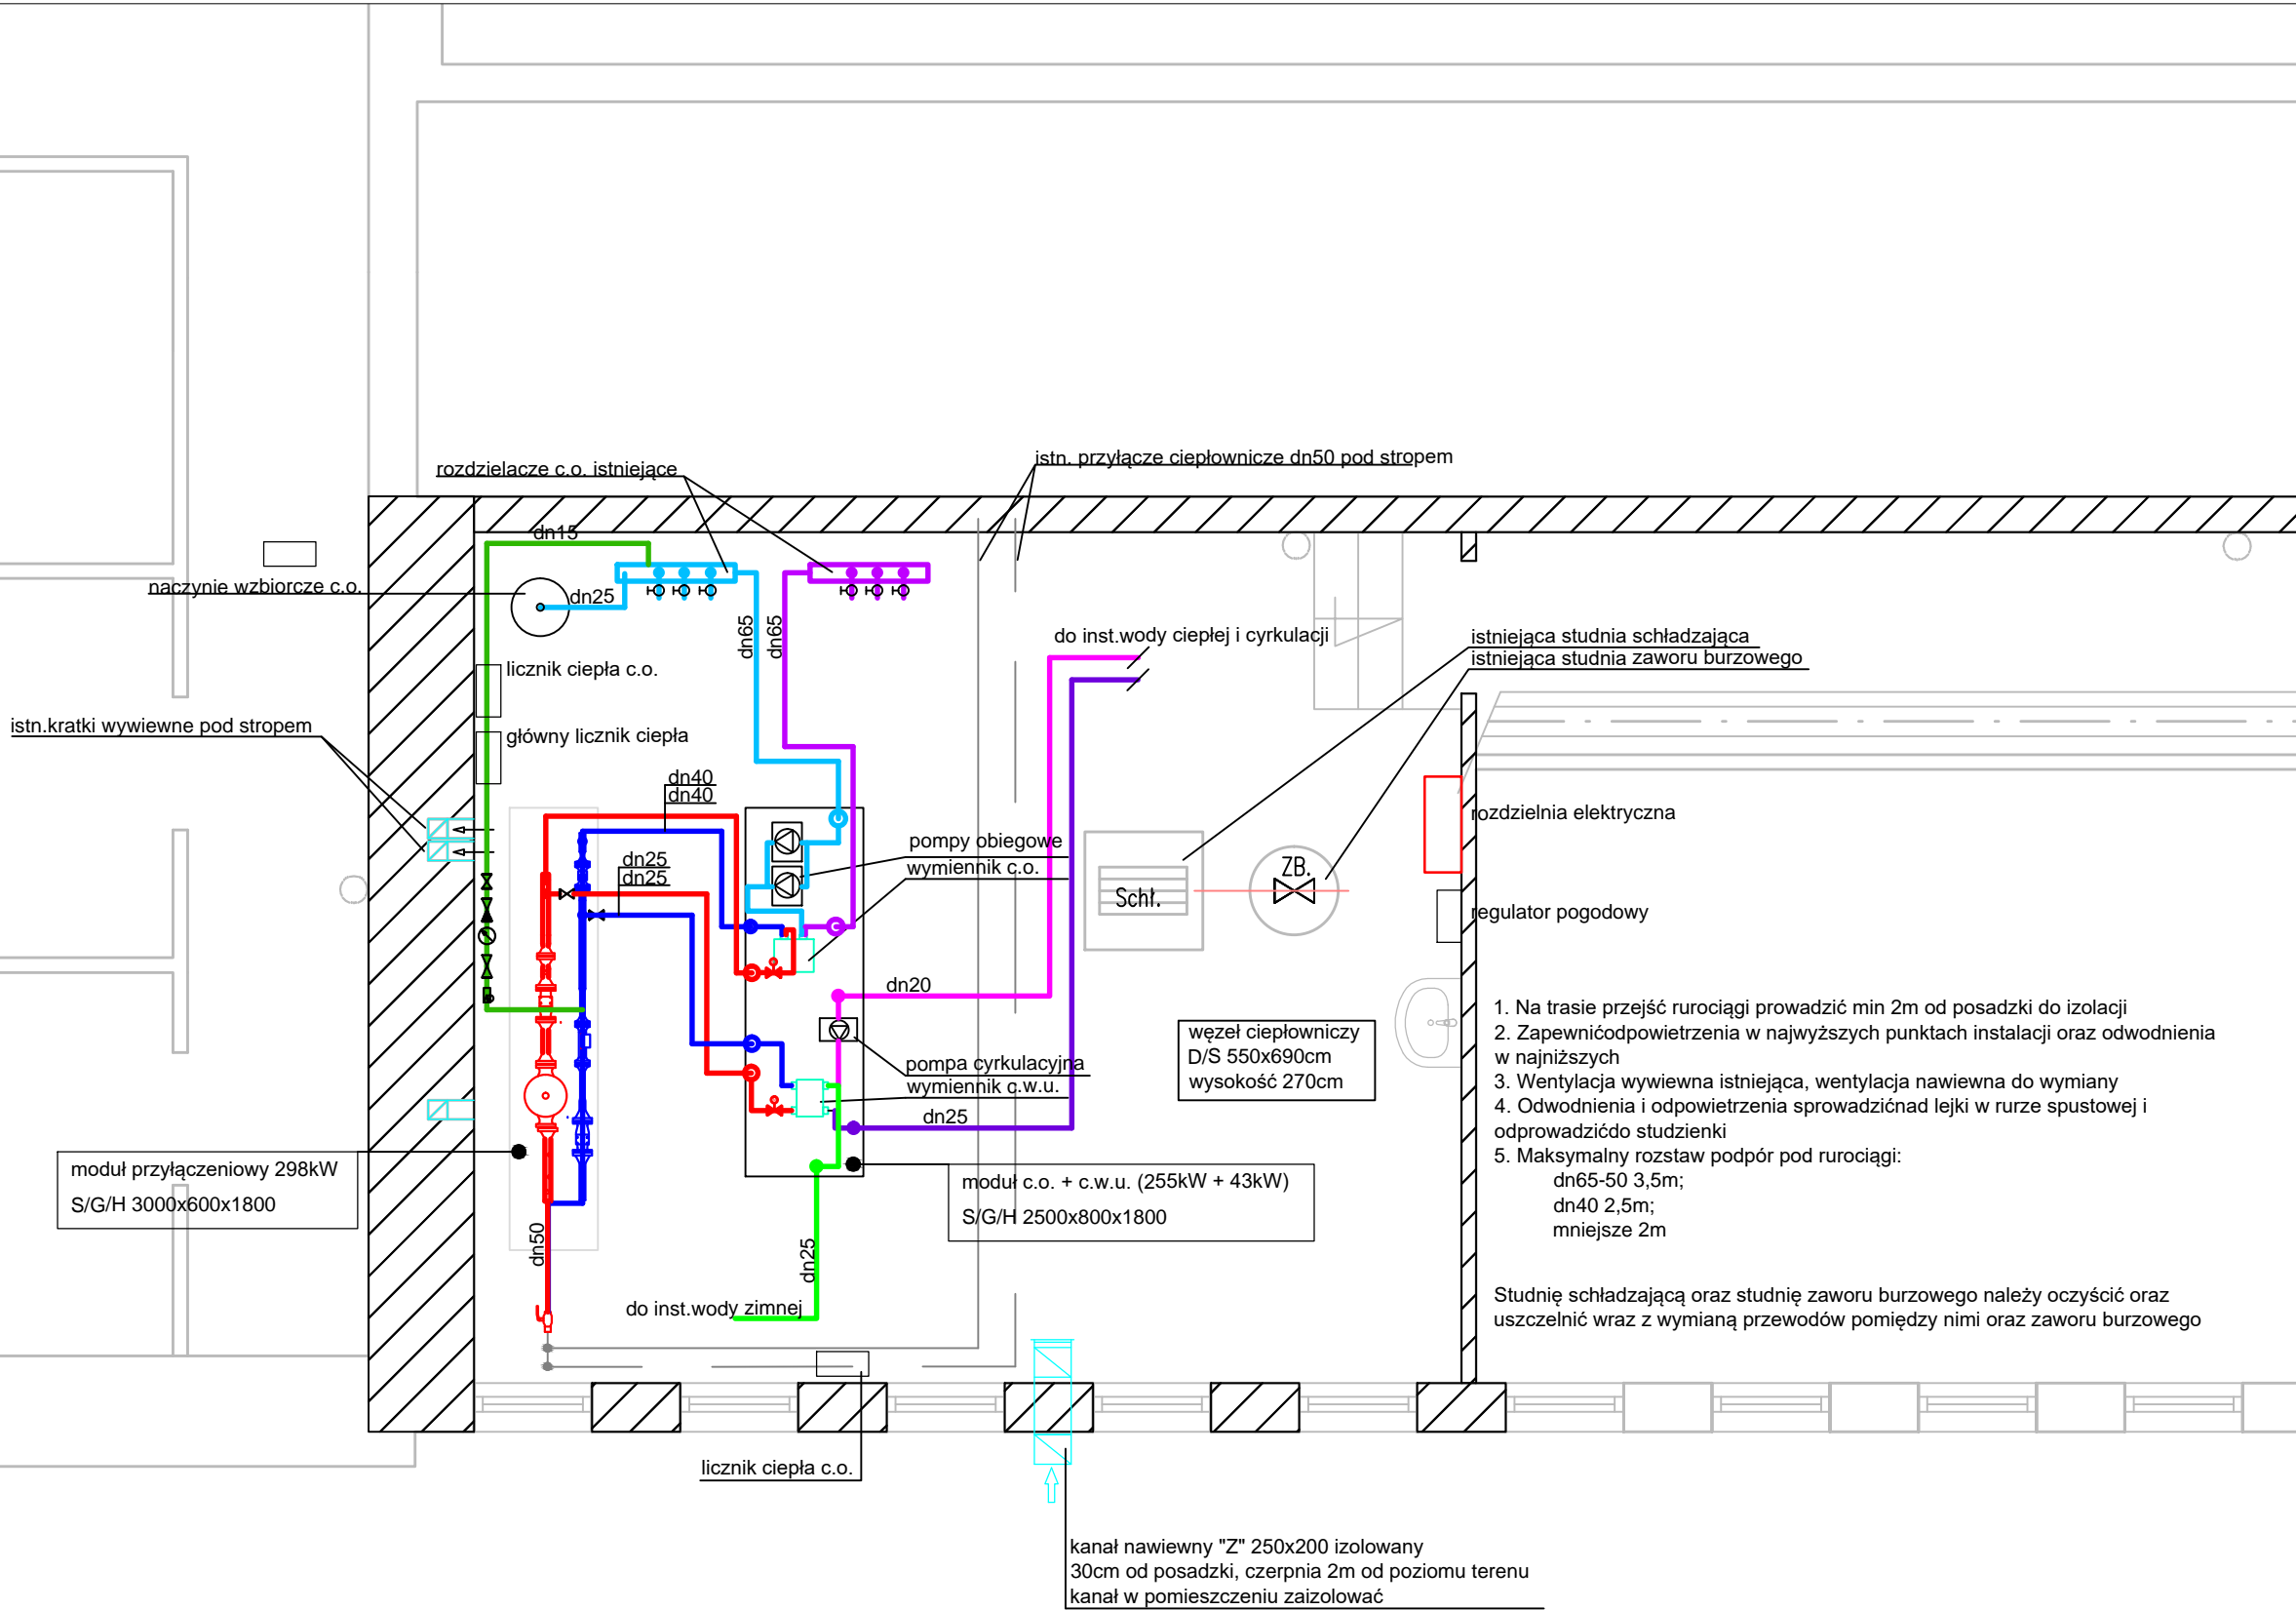 rozdzielacze c.o. istniejące
istn. przyłącze ciepłownicze dn50 pod stropem
dn15
naczynie wzbiorcze c.o.
dn25
dn65
dn65
do inst.wody ciepłej i cyrkulacji
istniejąca studnia schładzająca
istniejąca studnia zaworu burzowego
licznik ciepła c.o.
istn.kratki wywiewne pod stropem
główny licznik ciepła
dn40
dn40
rozdzielnia elektryczna
pompy obiegowe
wymiennik c.o.
dn25
dn25
ZB.
Schł.
regulator pogodowy
dn20
1. Na trasie przejść rurociągi prowadzić min 2m od posadzki do izolacji
2. Zapewnićodpowietrzenia w najwyższych punktach instalacji oraz odwodnienia
w najniższych
3. Wentylacja wywiewna istniejąca, wentylacja nawiewna do wymiany
4. Odwodnienia i odpowietrzenia sprowadzićnad lejki w rurze spustowej i
odprowadzićdo studzienki
5. Maksymalny rozstaw podpór pod rurociągi:
dn65-50 3,5m;
dn40 2,5m;
mniejsze 2m
węzeł ciepłowniczy
D/S 550x690cm
wysokość 270cm
pompa cyrkulacyjna
wymiennik c.w.u.
dn25
moduł przyłączeniowy 298kW
S/G/H 3000x600x1800
moduł c.o. + c.w.u. (255kW + 43kW)
S/G/H 2500x800x1800
dn50
dn25
do inst.wody zimnej
Studnię schładzającą oraz studnię zaworu burzowego należy oczyścić oraz
uszczelnić wraz z wymianą przewodów pomiędzy nimi oraz zaworu burzowego
licznik ciepła c.o.
kanał nawiewny "Z" 250x200 izolowany
30cm od posadzki, czerpnia 2m od poziomu terenu
kanał w pomieszczeniu zaizolować